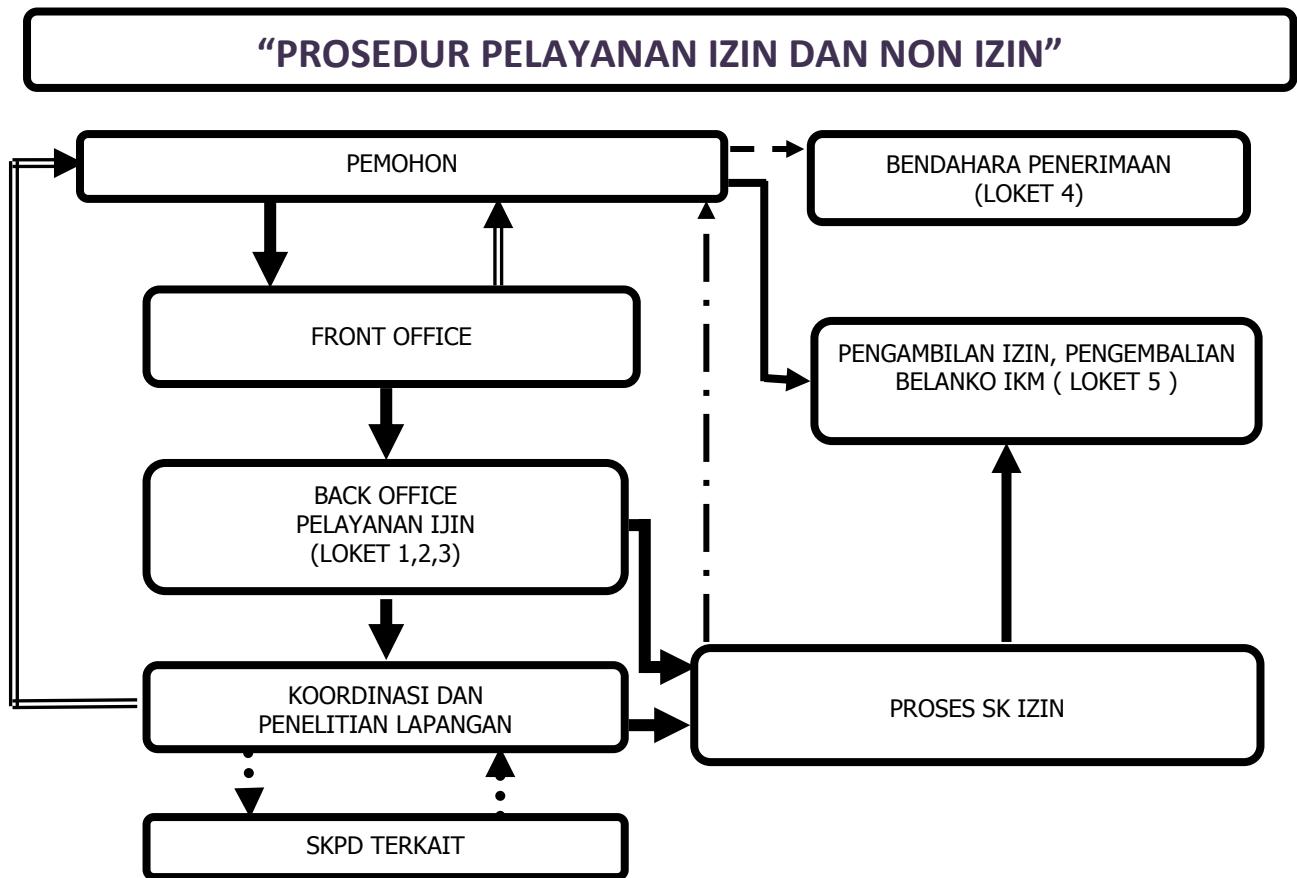 “PROSEDUR PELAYANAN IZIN DAN NON IZIN”
PEMOHON
BENDAHARA PENERIMAAN
(LOKET 4)
FRONT OFFICE
PENGAMBILAN IZIN, PENGEMBALIAN
BELANKO IKM ( LOKET 5 )
BACK OFFICE
PELAYANAN IJIN
(LOKET 1,2,3)
KOORDINASI DAN
PENELITIAN LAPANGAN
PROSES SK IZIN
SKPD TERKAIT